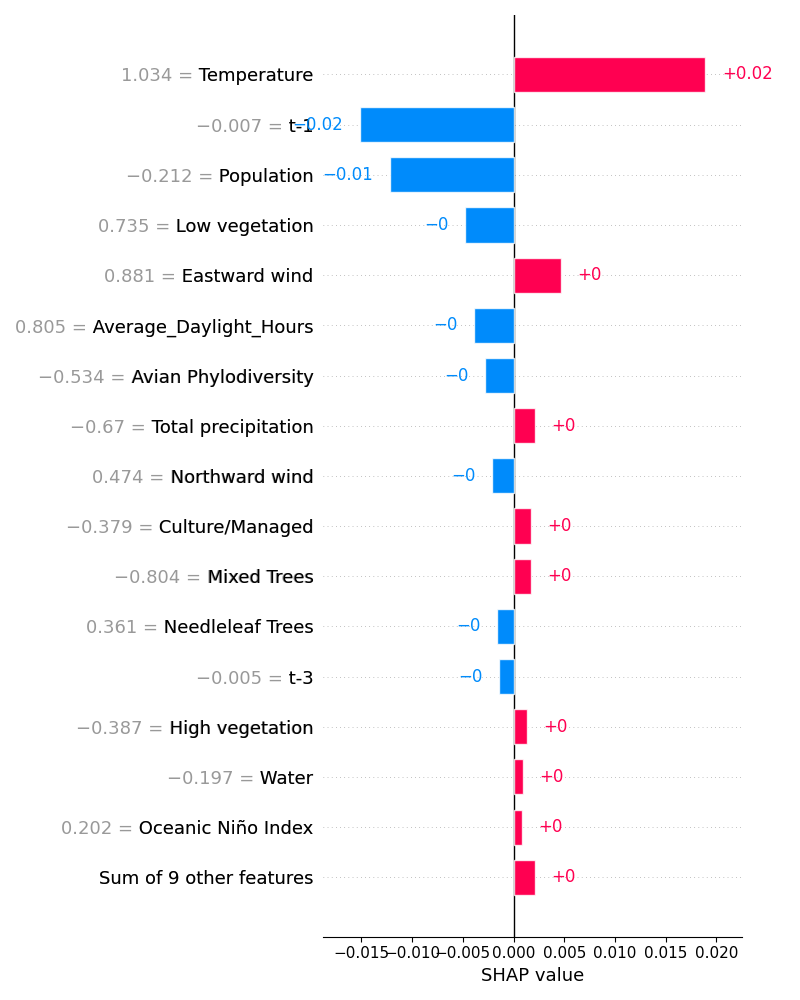 1.034 = Temperature +0.02
−0.007 = t-1 −0.02
−0.212 = Population −0.01
0.735 = Low vegetation −0
0.881 = Eastward wind +0
0.805 = Average_Daylight_Hours −0
−0.534 = Avian Phylodiversity −0
−0.67 = Total precipitation +0
0.474 = Northward wind −0
−0.379 = Culture/Managed +0
−0.804 = Mixed Trees +0
0.361 = Needleleaf Trees −0
−0.005 = t-3 −0
−0.387 = High vegetation +0
−0.197 = Water +0
0.202 = Oceanic Niño Index +0
Sum of 9 other features +0
−0.015 −0.010 −0.005 0.000 0.005 0.010 0.015 0.020
SHAP value